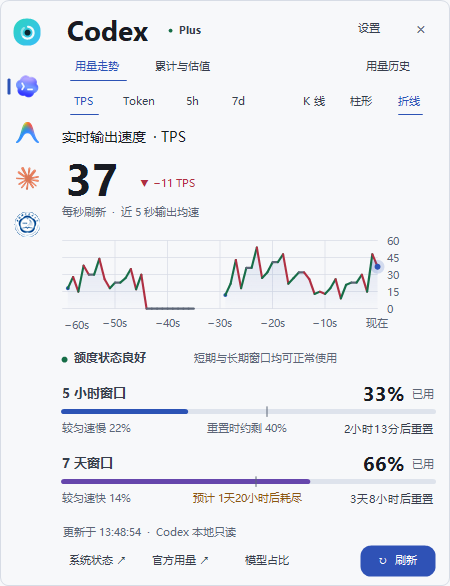 Codex • Plus 设置 ×
用量走势 累计与估值 用量历史
TPS Token 5h 7d K 线 柱形 折线
实时输出速度 · TPS
37 ▼ −11 TPS
每秒刷新 · 近 5 秒输出均速
60
45
30
15
0
−60s −50s −40s −30s −20s −10s 现在
● 额度状态良好 短期与长期窗口均可正常使用
5 小时窗口 33% 已用
较匀速慢 22% 重置时约剩 40% 2小时13分后重置
7 天窗口 66% 已用
较匀速快 14% 预计 1天20小时后耗尽 3天8小时后重置
更新于 13:48:54 · Codex 本地只读
系统状态 ↗ 官方用量 ↗ 模型占比 ↻ 刷新